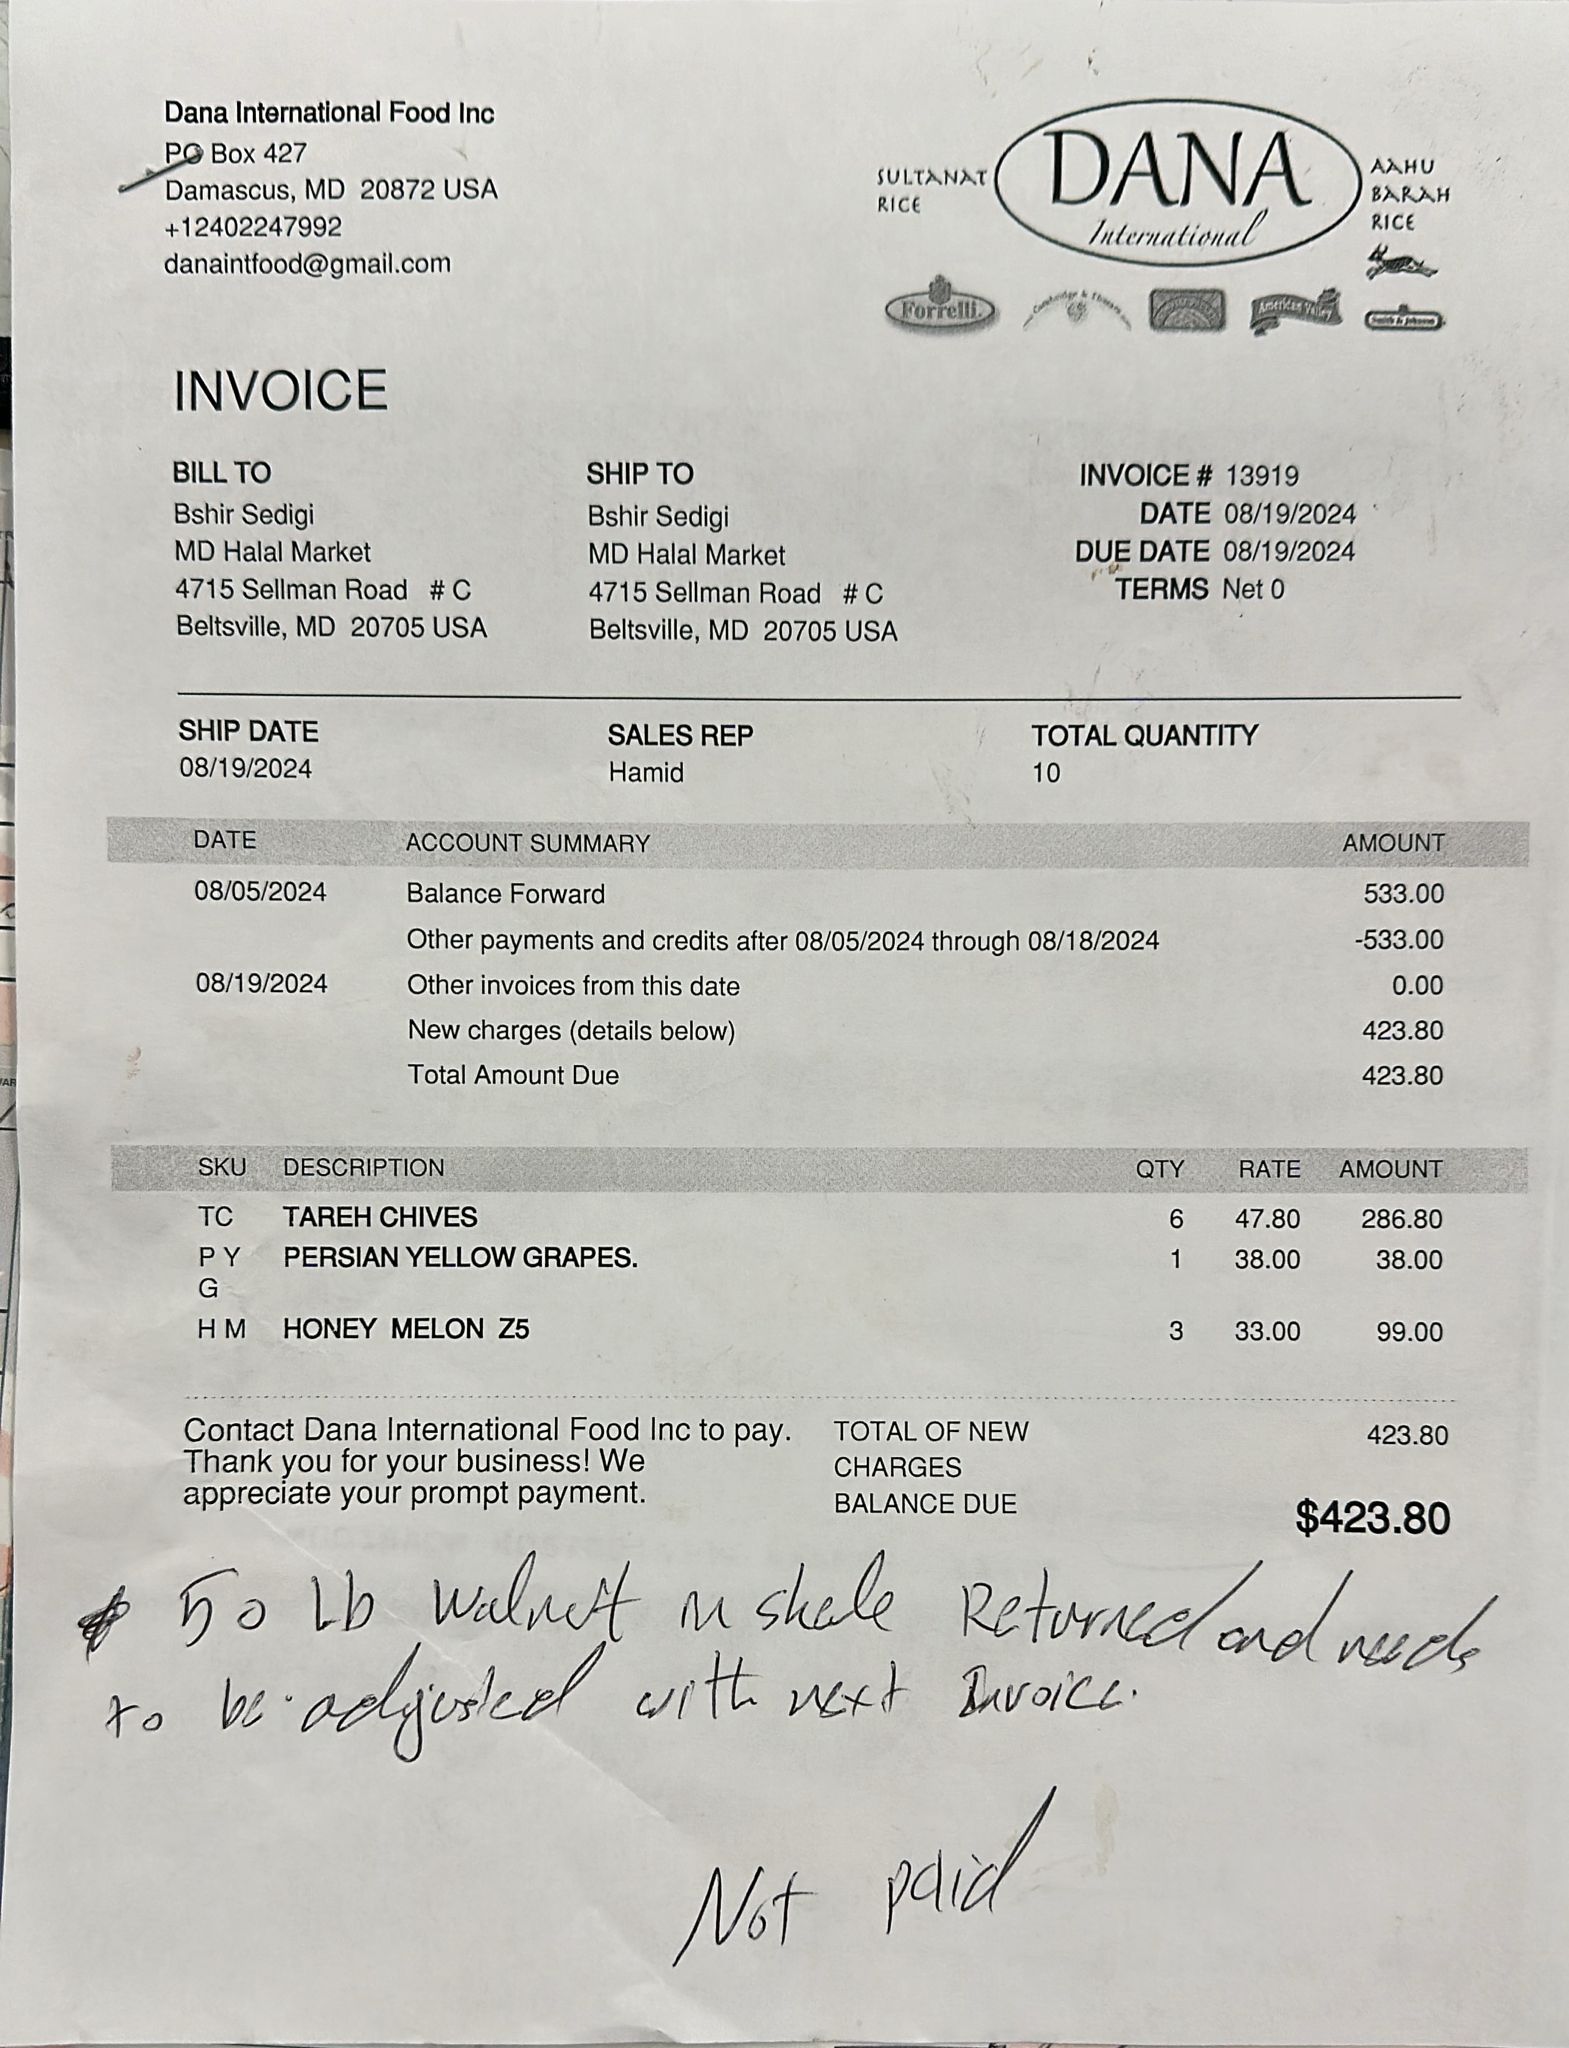 Dana International Food Inc
PO Box 427
Damascus, MD 20872 USA
+12402247992
danaintfood@gmail.com
SULTANAT
RICE
DANA
International
AAHU
BARAH
RICE
Forrelli
American Valley
Smith & Johnson
INVOICE
BILL TO
Bshir Sedigi
MD Halal Market
4715 Sellman Road # C
Beltsville, MD 20705 USA
SHIP TO
Bshir Sedigi
MD Halal Market
4715 Sellman Road # C
Beltsville, MD 20705 USA
INVOICE # 13919
DATE 08/19/2024
DUE DATE 08/19/2024
TERMS Net 0
SHIP DATE SALES REP TOTAL QUANTITY
08/19/2024 Hamid 10
DATE ACCOUNT SUMMARY AMOUNT
08/05/2024 Balance Forward 533.00
Other payments and credits after 08/05/2024 through 08/18/2024 -533.00
08/19/2024 Other invoices from this date 0.00
New charges (details below) 423.80
Total Amount Due 423.80
SKU DESCRIPTION QTY RATE AMOUNT
TC TAREH CHIVES 6 47.80 286.80
P Y PERSIAN YELLOW GRAPES. 1 38.00 38.00
G
H M HONEY MELON Z5 3 33.00 99.00
Contact Dana International Food Inc to pay.
Thank you for your business! We
appreciate your prompt payment.
TOTAL OF NEW 423.80
CHARGES
BALANCE DUE $423.80
50 Lb walnut in shale Returned and needs
to be adjusted with next Invoice.
Not paid